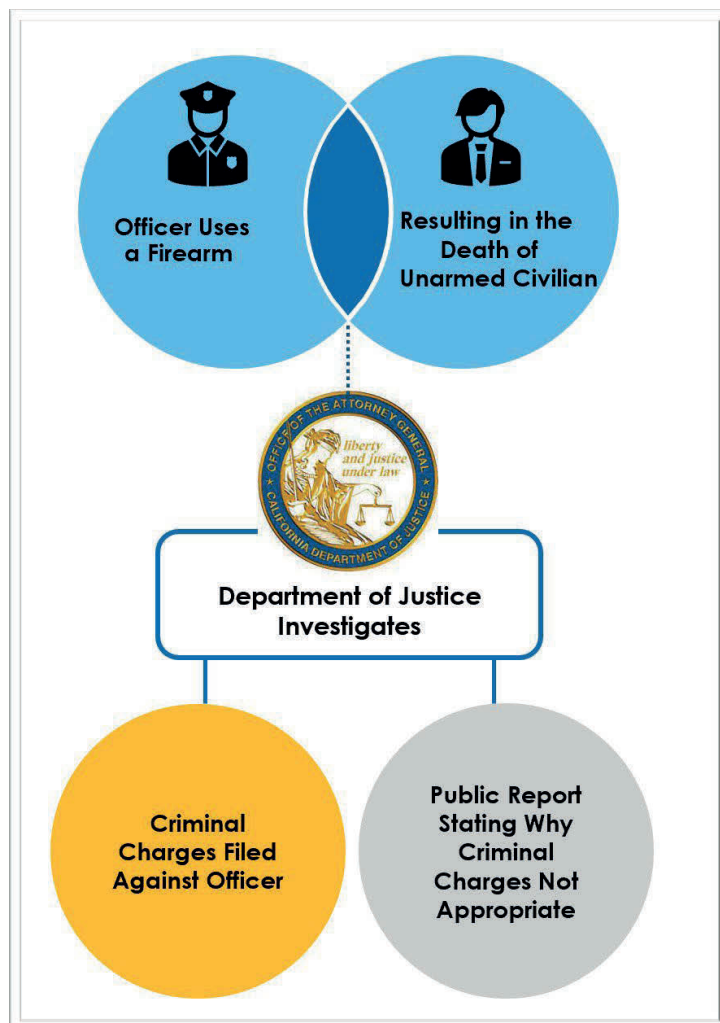 Officer Uses
a Firearm
Resulting in the
Death of
Unarmed Civilian
OFFICE OF THE ATTORNEY GENERAL
liberty
and justice
under law
CALIFORNIA DEPARTMENT OF JUSTICE
Department of Justice
Investigates
Criminal
Charges Filed
Against Officer
Public Report
Stating Why
Criminal
Charges Not
Appropriate